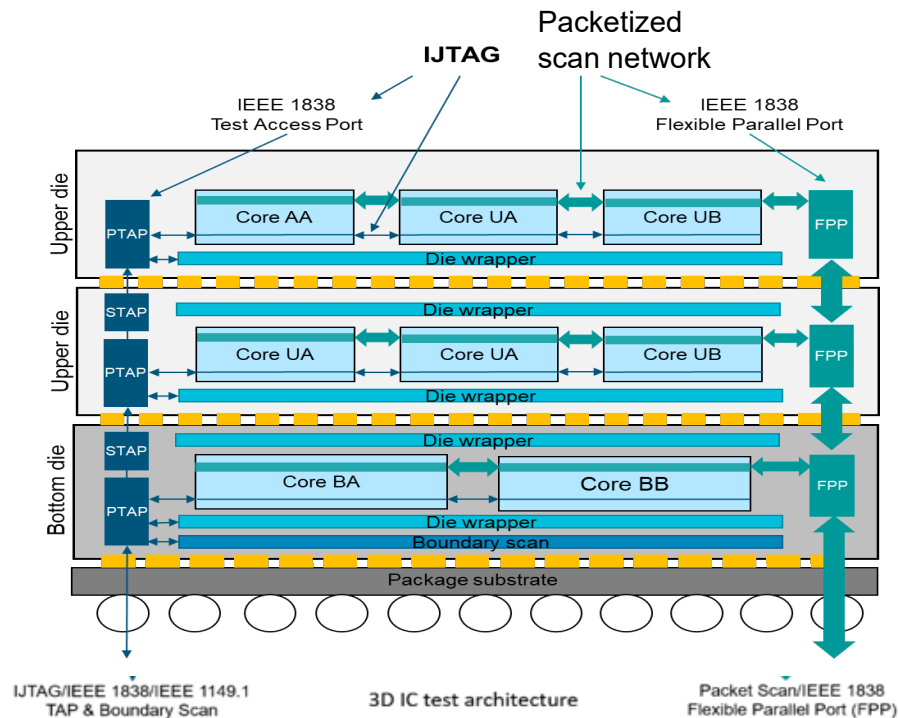 Packetized
IJTAG
scan network
IEEE 1838
Test Access Port
IEEE 1838
Flexible Parallel Port
Upper die
PTAP
Core AA
Core UA
Core UB
FPP
Die wrapper
Upper die
STAP
Die wrapper
PTAP
Core UA
Core UA
Core UB
FPP
Die wrapper
Bottom die
STAP
Die wrapper
PTAP
Core BA
Core BB
FPP
Die wrapper
Boundary scan
Package substrate
IJTAG/IEEE 1838/IEEE 1149.1
TAP & Boundary Scan
3D IC test architecture
Packet Scan/IEEE 1838
Flexible Parallel Port (FPP)